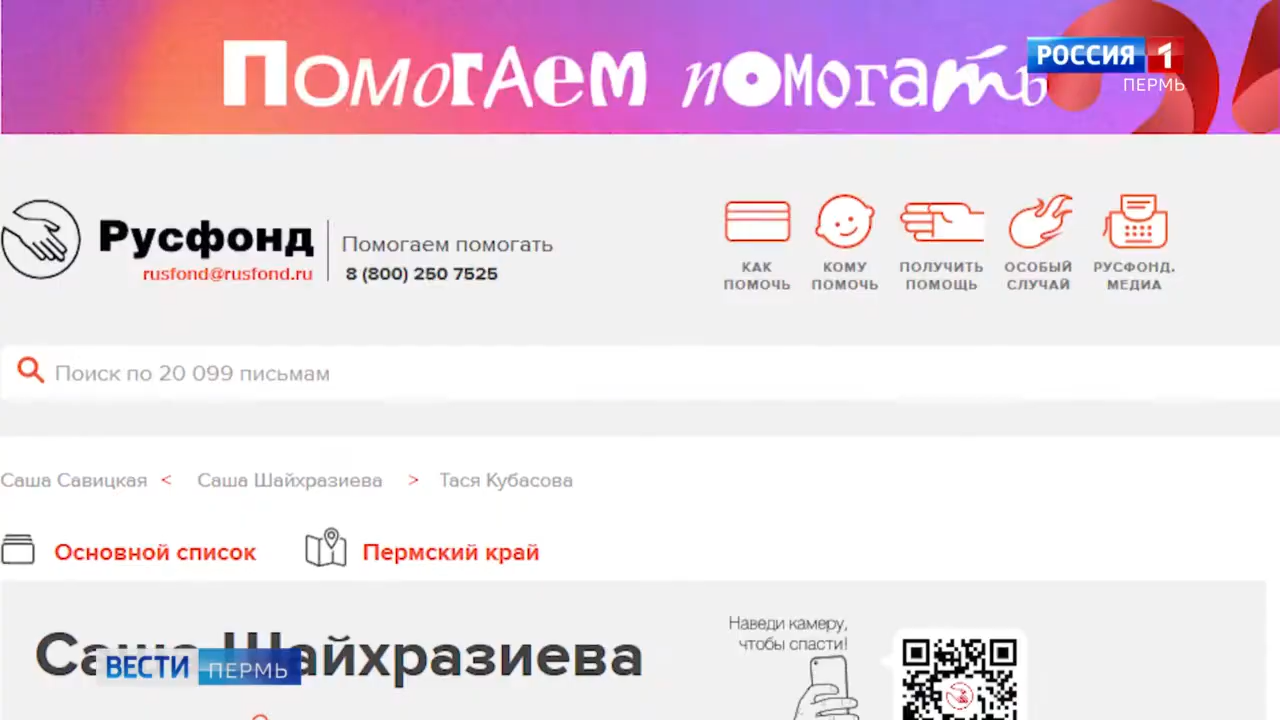 Помогаем помогать
РОССИЯ 1
ПЕРМЬ
Русфонд
rusfond@rusfond.ru
Помогаем помогать
8 (800) 250 7525
КАК
ПОМОЧЬ
КОМУ
ПОМОЧЬ
ПОЛУЧИТЬ
ПОМОЩЬ
ОСОБЫЙ
СЛУЧАЙ
РУСФОНД.
МЕДИА
Поиск по 20 099 письмам
Саша Савицкая < Саша Шайхразиева > Тася Кубасова
Основной список
Пермский край
Наведи камеру,
чтобы спасти!
Саша Шайхразиева
ВЕСТИ ПЕРМЬ